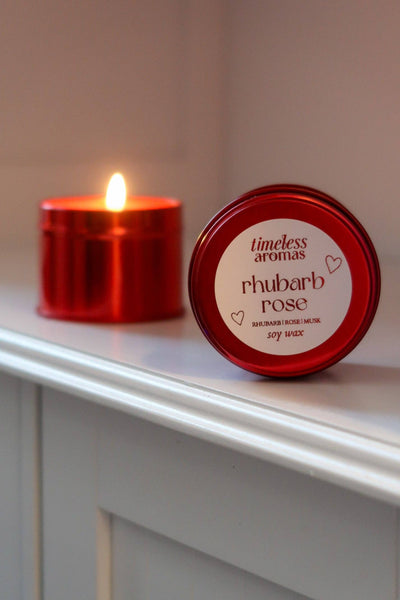 timeless
aromas
rhubarb
rose
RHUBARB | ROSE | MUSK
soy wax